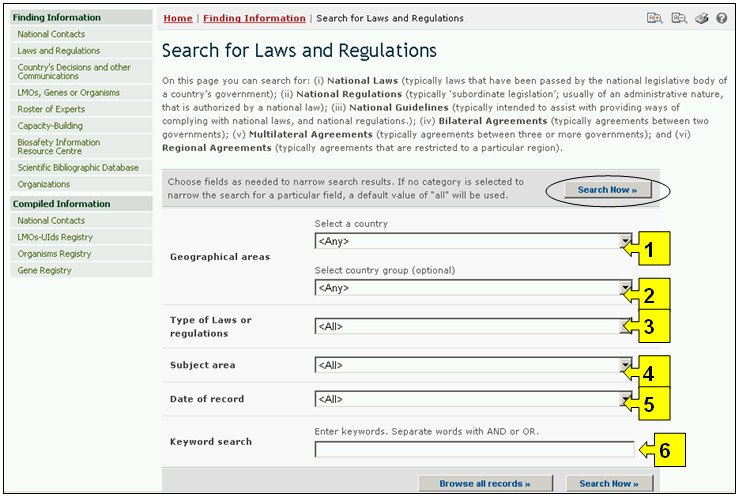 Finding Information
National Contacts
Laws and Regulations
Country's Decisions and other
Communications
LMOs, Genes or Organisms
Roster of Experts
Capacity-Building
Biosafety Information
Resource Centre
Scientific Bibliographic Database
Organizations
Compiled Information
National Contacts
LMOs-UIds Registry
Organisms Registry
Gene Registry
Home | Finding Information | Search for Laws and Regulations
Search for Laws and Regulations
On this page you can search for: (i) National Laws (typically laws that have been passed by the national legislative body of
a country's government); (ii) National Regulations (typically 'subordinate legislation'; usually of an administrative nature,
that is authorized by a national law); (iii) National Guidelines (typically intended to assist with providing ways of
complying with national laws, and national regulations.); (iv) Bilateral Agreements (typically agreements between two
governments); (v) Multilateral Agreements (typically agreements between three or more governments); and (vi)
Regional Agreements (typically agreements that are restricted to a particular region).
Choose fields as needed to narrow search results. If no category is selected to
narrow the search for a particular field, a default value of "all" will be used.
Search Now »
Geographical areas
Select a country
<Any>
1
Select country group (optional)
<Any>
2
Type of Laws or
regulations
<All>
3
Subject area
<All>
4
Date of record
<All>
5
Keyword search
Enter keywords. Separate words with AND or OR.
6
Browse all records »
Search Now »